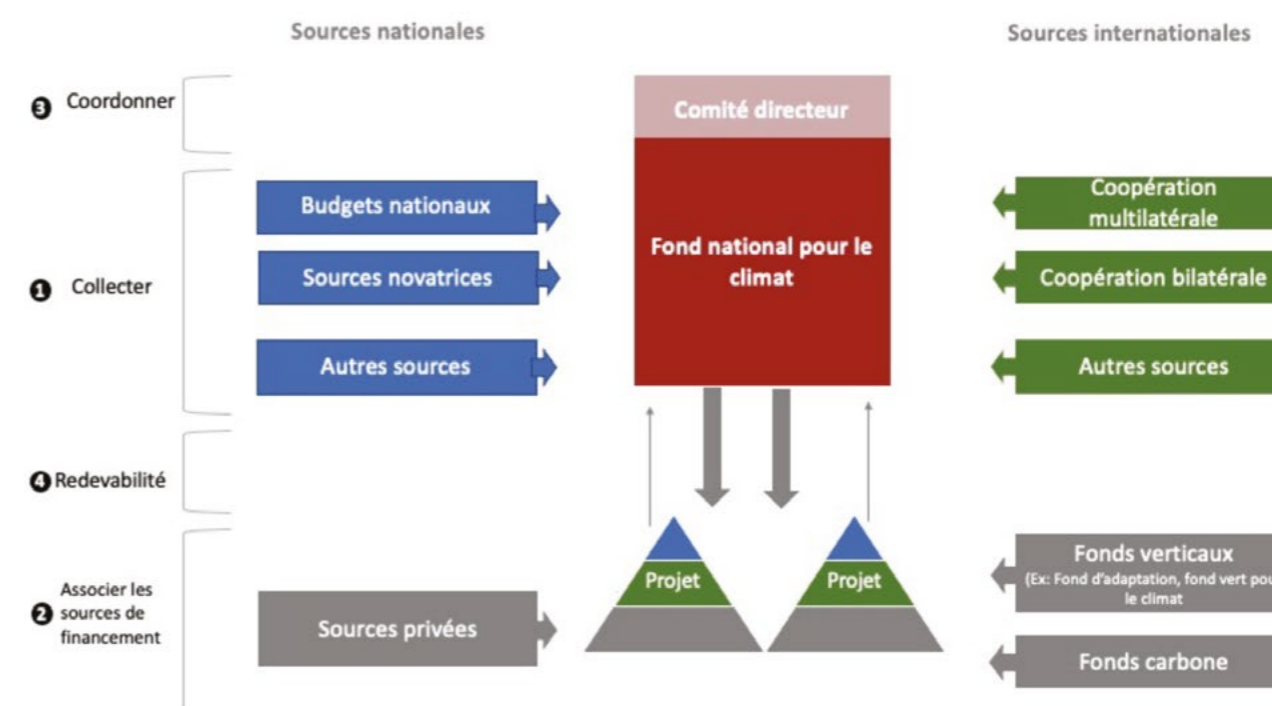 Sources nationales
Sources internationales
❸ Coordonner
Comité directeur
Budgets nationaux
Coopération
multilatérale
Fond national pour le
climat
❶ Collecter
Sources novatrices
Coopération bilatérale
Autres sources
Autres sources
❹ Redevabilité
Associer les
❷ sources de
financement
Projet
Projet
Sources privées
Fonds verticaux
(Ex: Fond d'adaptation, fond vert pou
le climat
Fonds carbone